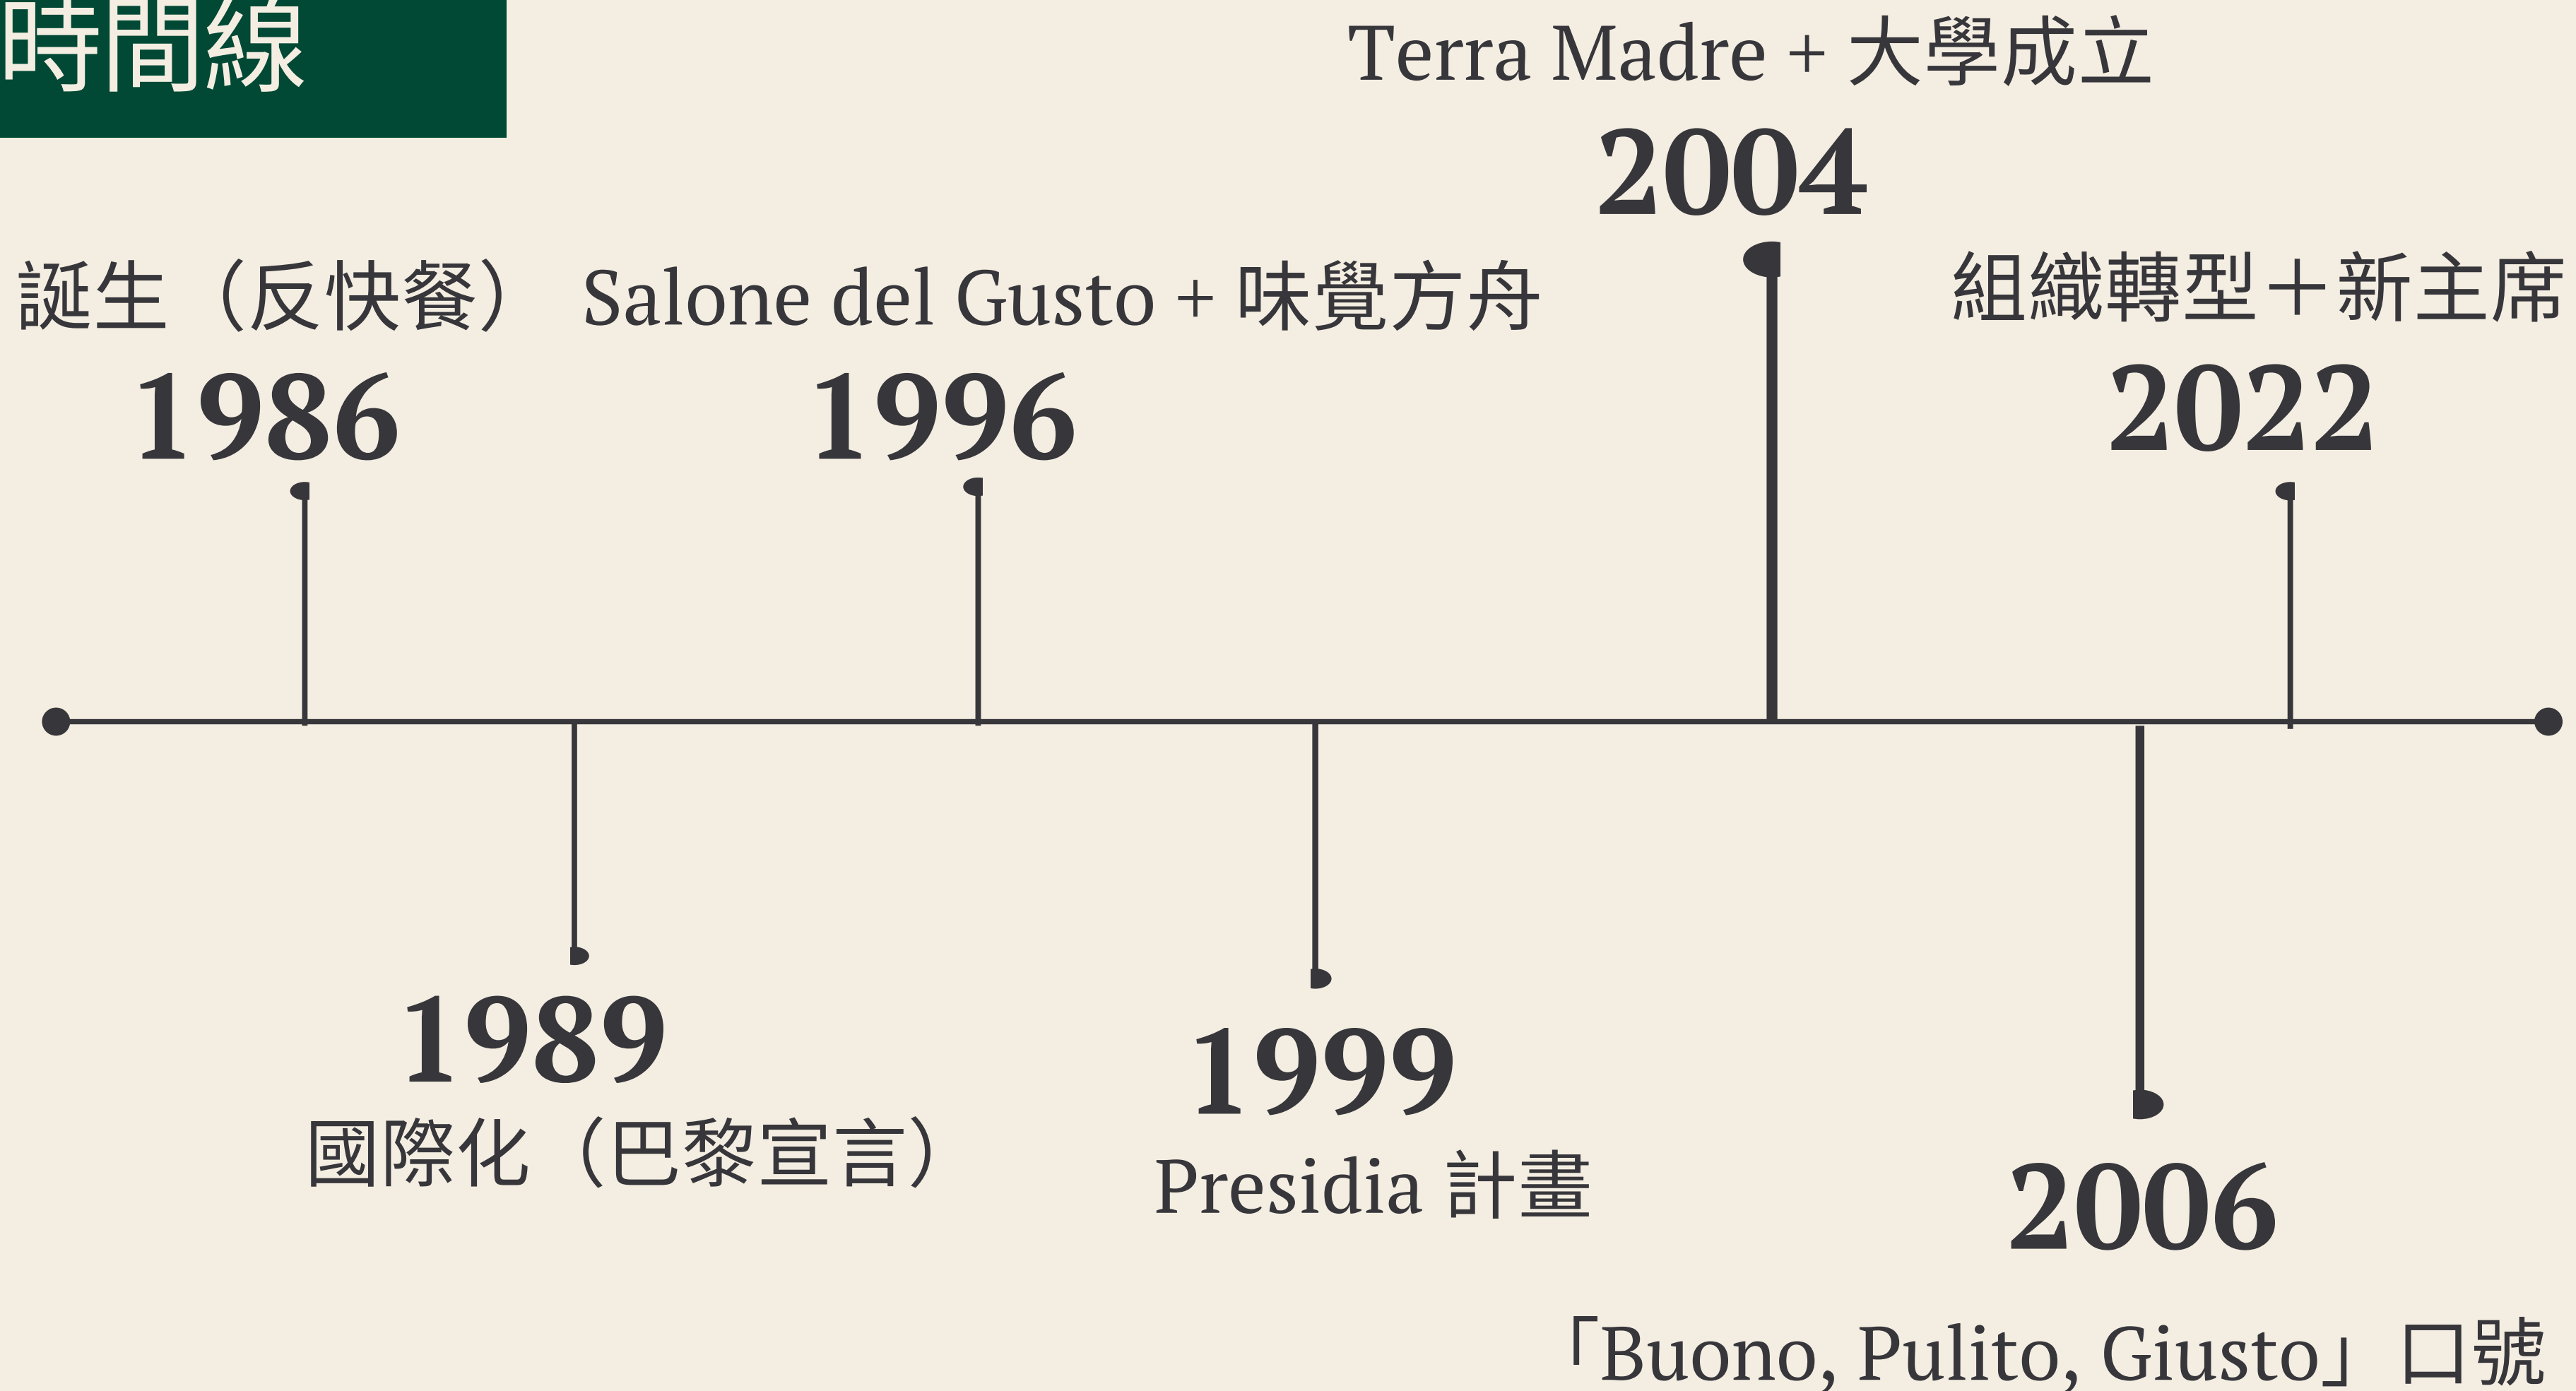 時間線
Terra Madre + 大學成立
2004
誕生（反快餐）
1986
Salone del Gusto + 味覺方舟
1996
組織轉型＋新主席
2022
1989
國際化（巴黎宣言）
1999
Presidia 計畫
2006
「Buono, Pulito, Giusto」口號